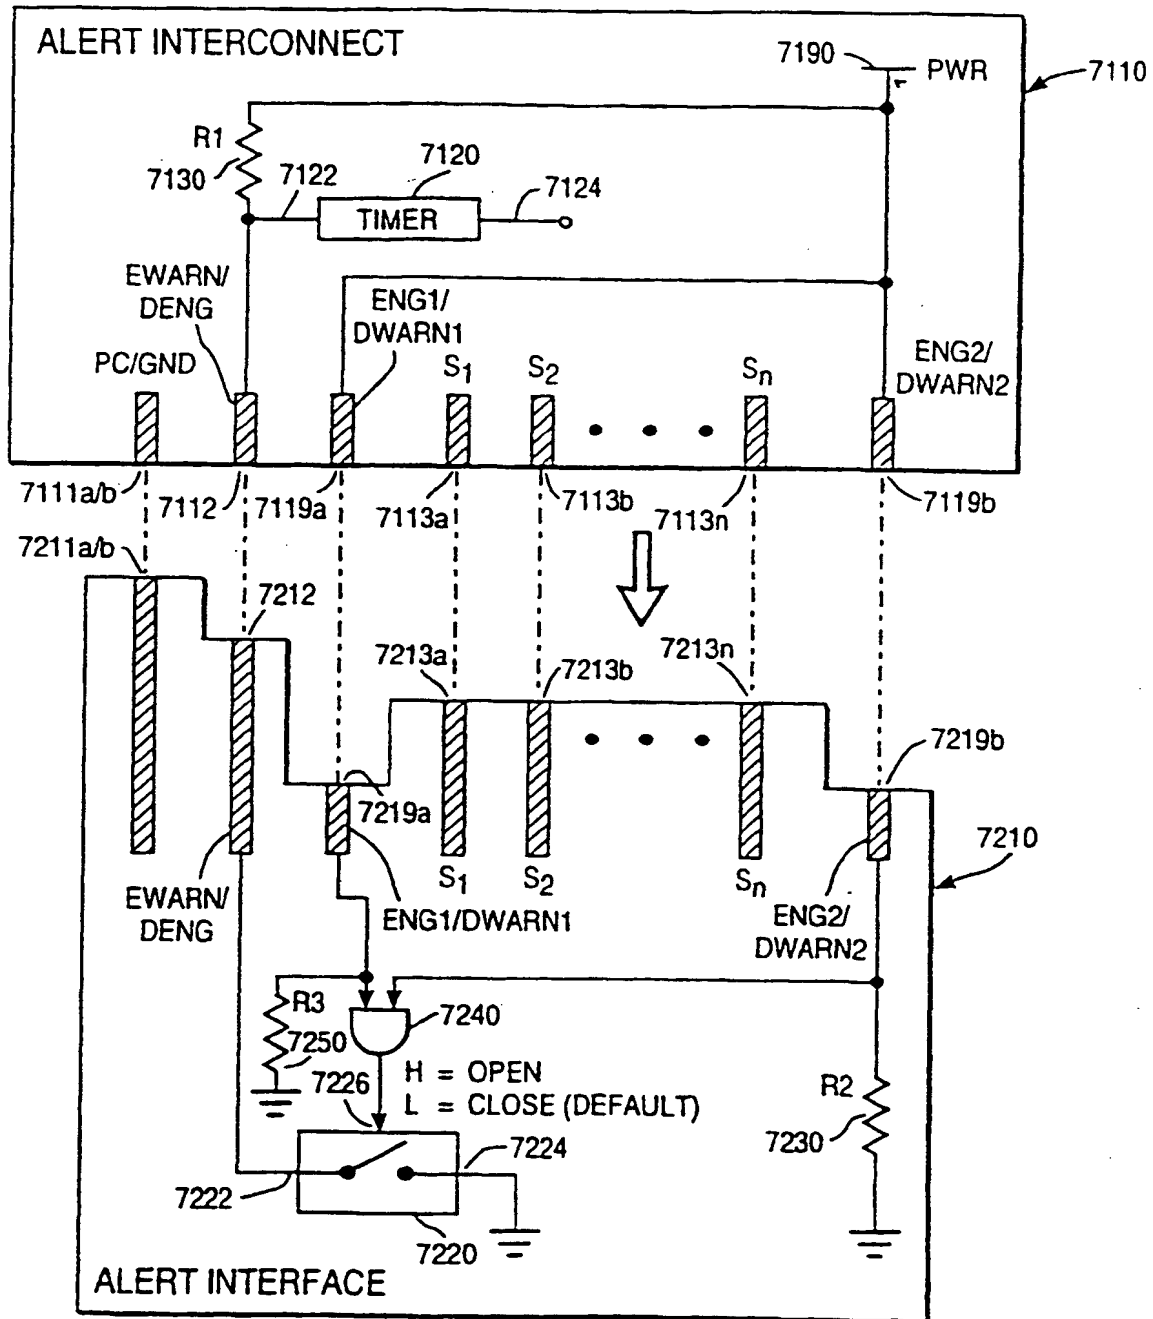 ALERT INTERCONNECT
7190
PWR
7110
R1
7130
7122
7120
TIMER
7124
EWARN/
DENG
ENG1/
DWARN1
PC/GND
S1
S2
Sn
ENG2/
DWARN2
7111a/b
7112
7119a
7113a
7113b
7113n
7119b
7211a/b
7212
7213a
7213b
7213n
7219b
7219a
7210
EWARN/
DENG
ENG1/DWARN1
S1
S2
Sn
ENG2/
DWARN2
R3
7250
7240
7226
H = OPEN
L = CLOSE (DEFAULT)
R2
7230
7222
7224
7220
ALERT INTERFACE